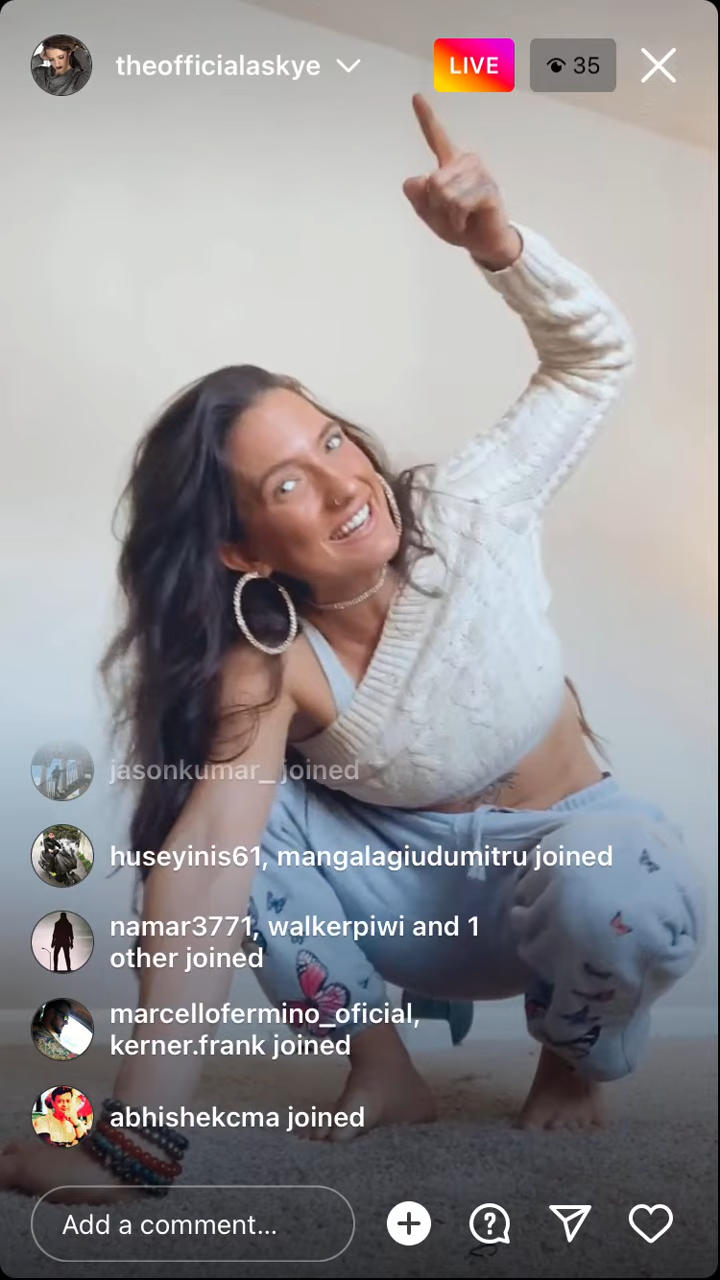 theofficialaskye
LIVE
35
jasonkumar_ joined
huseyinis61, mangalagiudumitru joined
namar3771, walkerpiwi and 1
other joined
marcellofermino_oficial,
kerner.frank joined
abhishekcma joined
Add a comment...